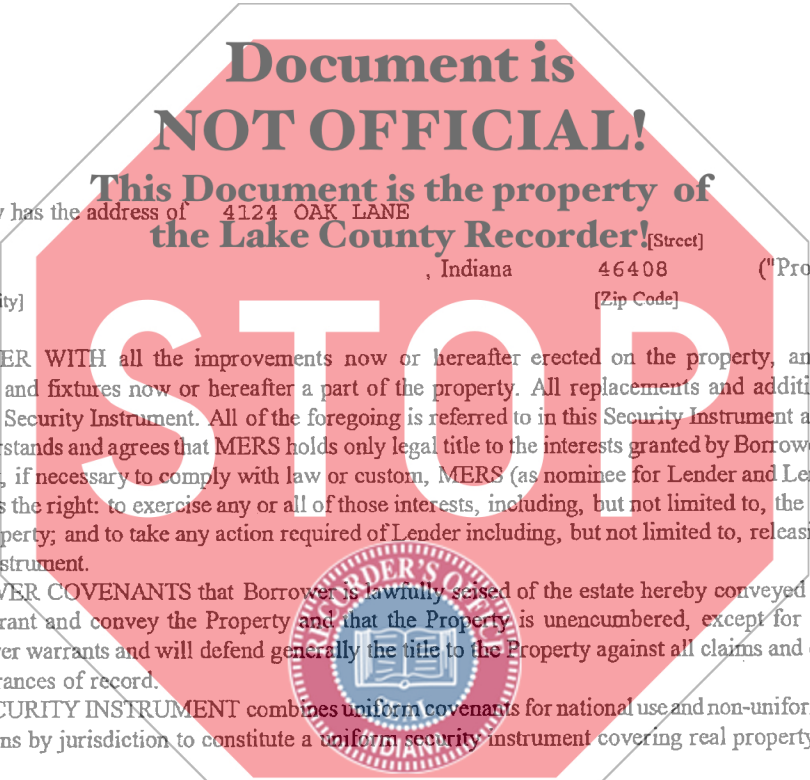 Document is
NOT OFFICIAL!
This Document is the property of
y has the address of 4124 OAK LANE
the Lake County Recorder!
[Street]
, Indiana 46408 ("Pro
ity] [Zip Code]
STOP
ER WITH all the improvements now or hereafter erected on the property, an
and fixtures now or hereafter a part of the property. All replacements and additi
Security Instrument. All of the foregoing is referred to in this Security Instrument a
rstands and agrees that MERS holds only legal title to the interests granted by Borrowe
, if necessary to comply with law or custom, MERS (as nominee for Lender and Len
s the right: to exercise any or all of those interests, including, but not limited to, the
perty; and to take any action required of Lender including, but not limited to, releasi
strument.
VER COVENANTS that Borrower is lawfully seised of the estate hereby conveyed
rant and convey the Property and that the Property is unencumbered, except for
er warrants and will defend generally the title to the Property against all claims and
rances of record.
CURITY INSTRUMENT combines uniform covenants for national use and non-unifor
ns by jurisdiction to constitute a uniform security instrument covering real property
RECORDER'S OFFICE
INDIANA